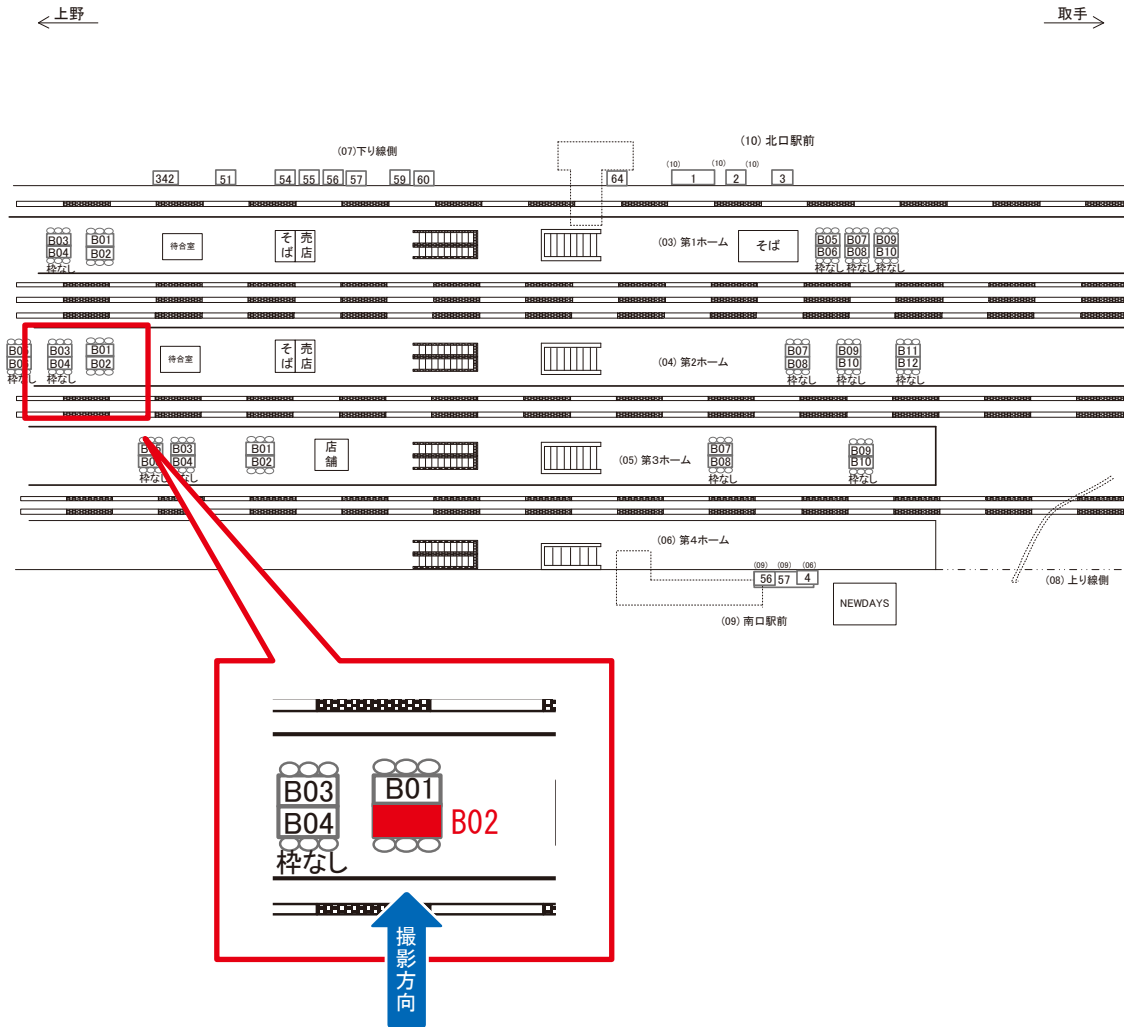 上野
取手
(10) 北口駅前
(07)下り線側
(10)
(10)
(10)
342
51
54
55
56
57
59
60
64
1
2
3
B03
B04
枠なし
B01
B02
待合室
そば
売店
(03) 第1ホーム
そば
B05
B06
枠なし
B07
B08
枠なし
B09
B10
枠なし
枠なし
B03
B04
枠なし
B01
B02
待合室
そば
売店
(04) 第2ホーム
B07
B08
枠なし
B09
B10
枠なし
B11
B12
枠なし
B03
B04
B01
B02
店舗
(05) 第3ホーム
B07
B08
枠なし
B09
B10
枠なし
(06) 第4ホーム
(09)
(09)
(06)
56
57
4
(08) 上り線側
NEWDAYS
(09) 南口駅前
B03
B04
枠なし
B01
B02
撮影方向